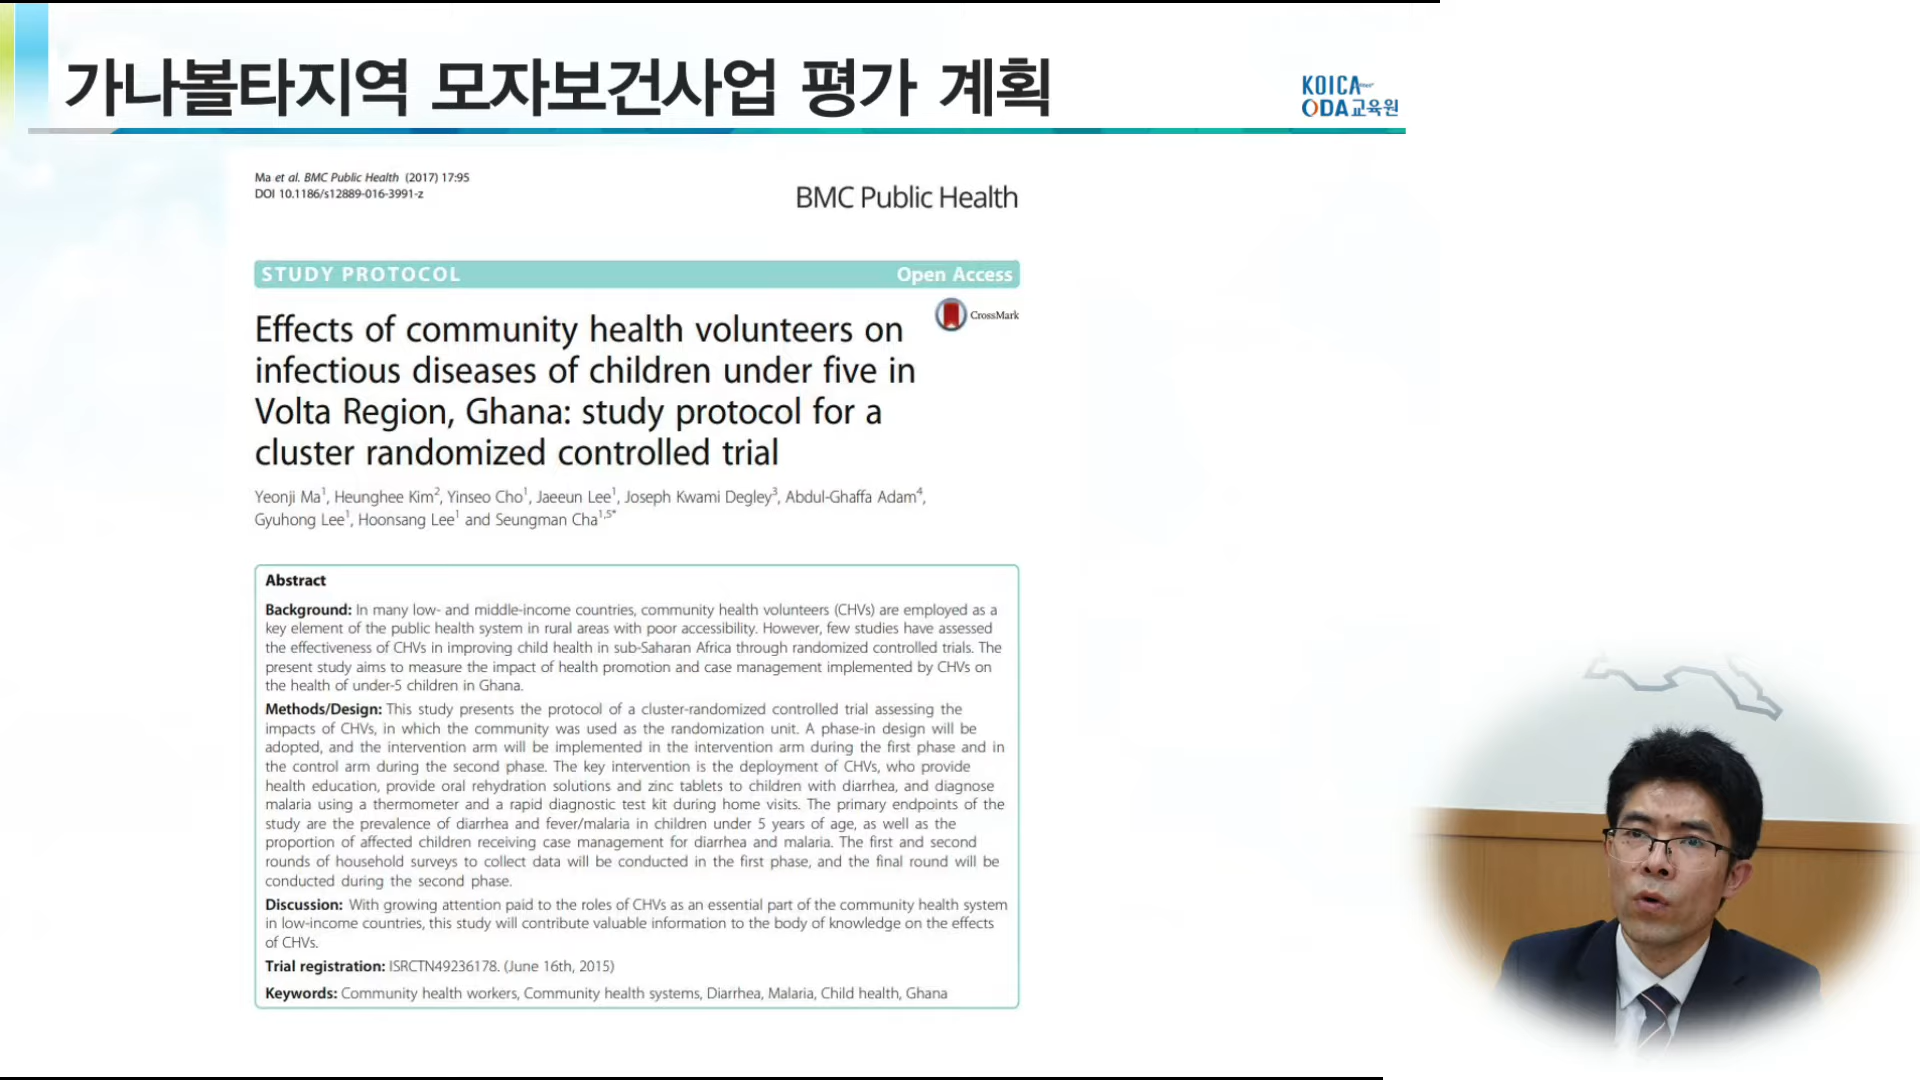 가나볼타지역 모자보건사업 평가 계획
KOICA
ODA교육원
Ma et al. BMC Public Health (2017) 17:95
DOI 10.1186/s12889-016-3991-z
BMC Public Health
STUDY PROTOCOL
Open Access
CrossMark
Effects of community health volunteers on
infectious diseases of children under five in
Volta Region, Ghana: study protocol for a
cluster randomized controlled trial
Yeonji Ma1, Heunghee Kim2, Yinseo Cho1, Jaeeun Lee1, Joseph Kwami Degley3, Abdul-Ghaffa Adam4,
Gyuhong Lee1, Hoonsang Lee1 and Seungman Cha1,5*
Abstract
Background: In many low- and middle-income countries, community health volunteers (CHVs) are employed as a
key element of the public health system in rural areas with poor accessibility. However, few studies have assessed
the effectiveness of CHVs in improving child health in sub-Saharan Africa through randomized controlled trials. The
present study aims to measure the impact of health promotion and case management implemented by CHVs on
the health of under-5 children in Ghana.
Methods/Design: This study presents the protocol of a cluster-randomized controlled trial assessing the
impacts of CHVs, in which the community was used as the randomization unit. A phase-in design will be
adopted, and the intervention arm will be implemented in the intervention arm during the first phase and in
the control arm during the second phase. The key intervention is the deployment of CHVs, who provide
health education, provide oral rehydration solutions and zinc tablets to children with diarrhea, and diagnose
malaria using a thermometer and a rapid diagnostic test kit during home visits. The primary endpoints of the
study are the prevalence of diarrhea and fever/malaria in children under 5 years of age, as well as the
proportion of affected children receiving case management for diarrhea and malaria. The first and second
rounds of household surveys to collect data will be conducted in the first phase, and the final round will be
conducted during the second phase.
Discussion: With growing attention paid to the roles of CHVs as an essential part of the community health system
in low-income countries, this study will contribute valuable information to the body of knowledge on the effects
of CHVs.
Trial registration: ISRCTN49236178. (June 16th, 2015)
Keywords: Community health workers, Community health systems, Diarrhea, Malaria, Child health, Ghana